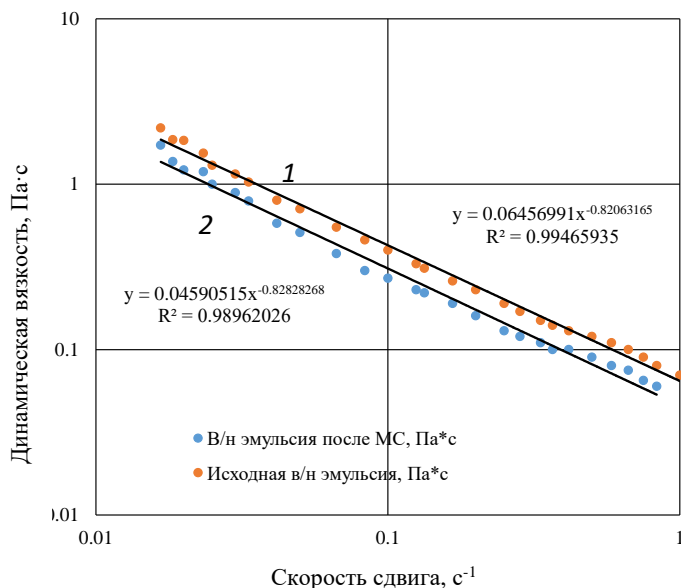 10
1
0.1
0.01
0.01
0.1
1
Динамическая вязкость, Па·с
Скорость сдвига, с-1
1
2
y = 0.06456991x-0.82063165
R² = 0.99465935
y = 0.04590515x-0.82828268
R² = 0.98962026
В/н эмульсия после МС, Па*с
Исходная в/н эмульсия, Па*с